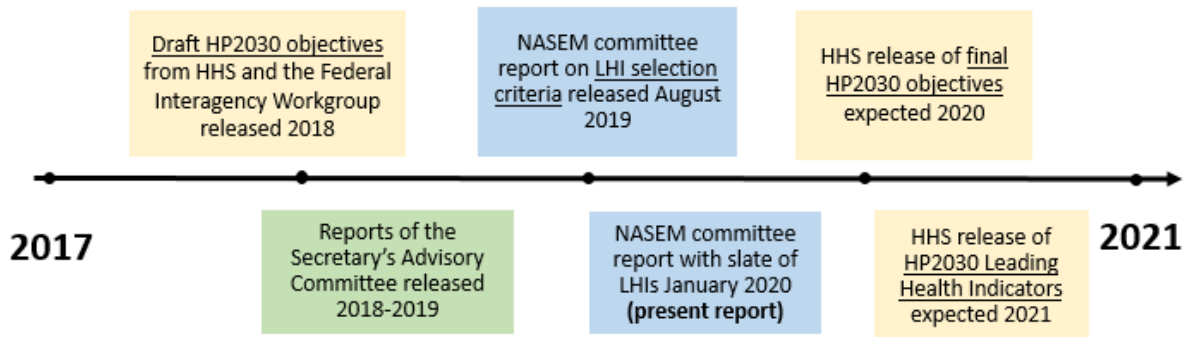 Draft HP2030 objectives
from HHS and the Federal
Interagency Workgroup
released 2018
NASEM committee
report on LHI selection
criteria released August
2019
HHS release of final
HP2030 objectives
expected 2020
2017
Reports of the
Secretary’s Advisory
Committee released
2018-2019
NASEM committee
report with slate of
LHIs January 2020
(present report)
HHS release of
HP2030 Leading
Health Indicators
expected 2021
2021